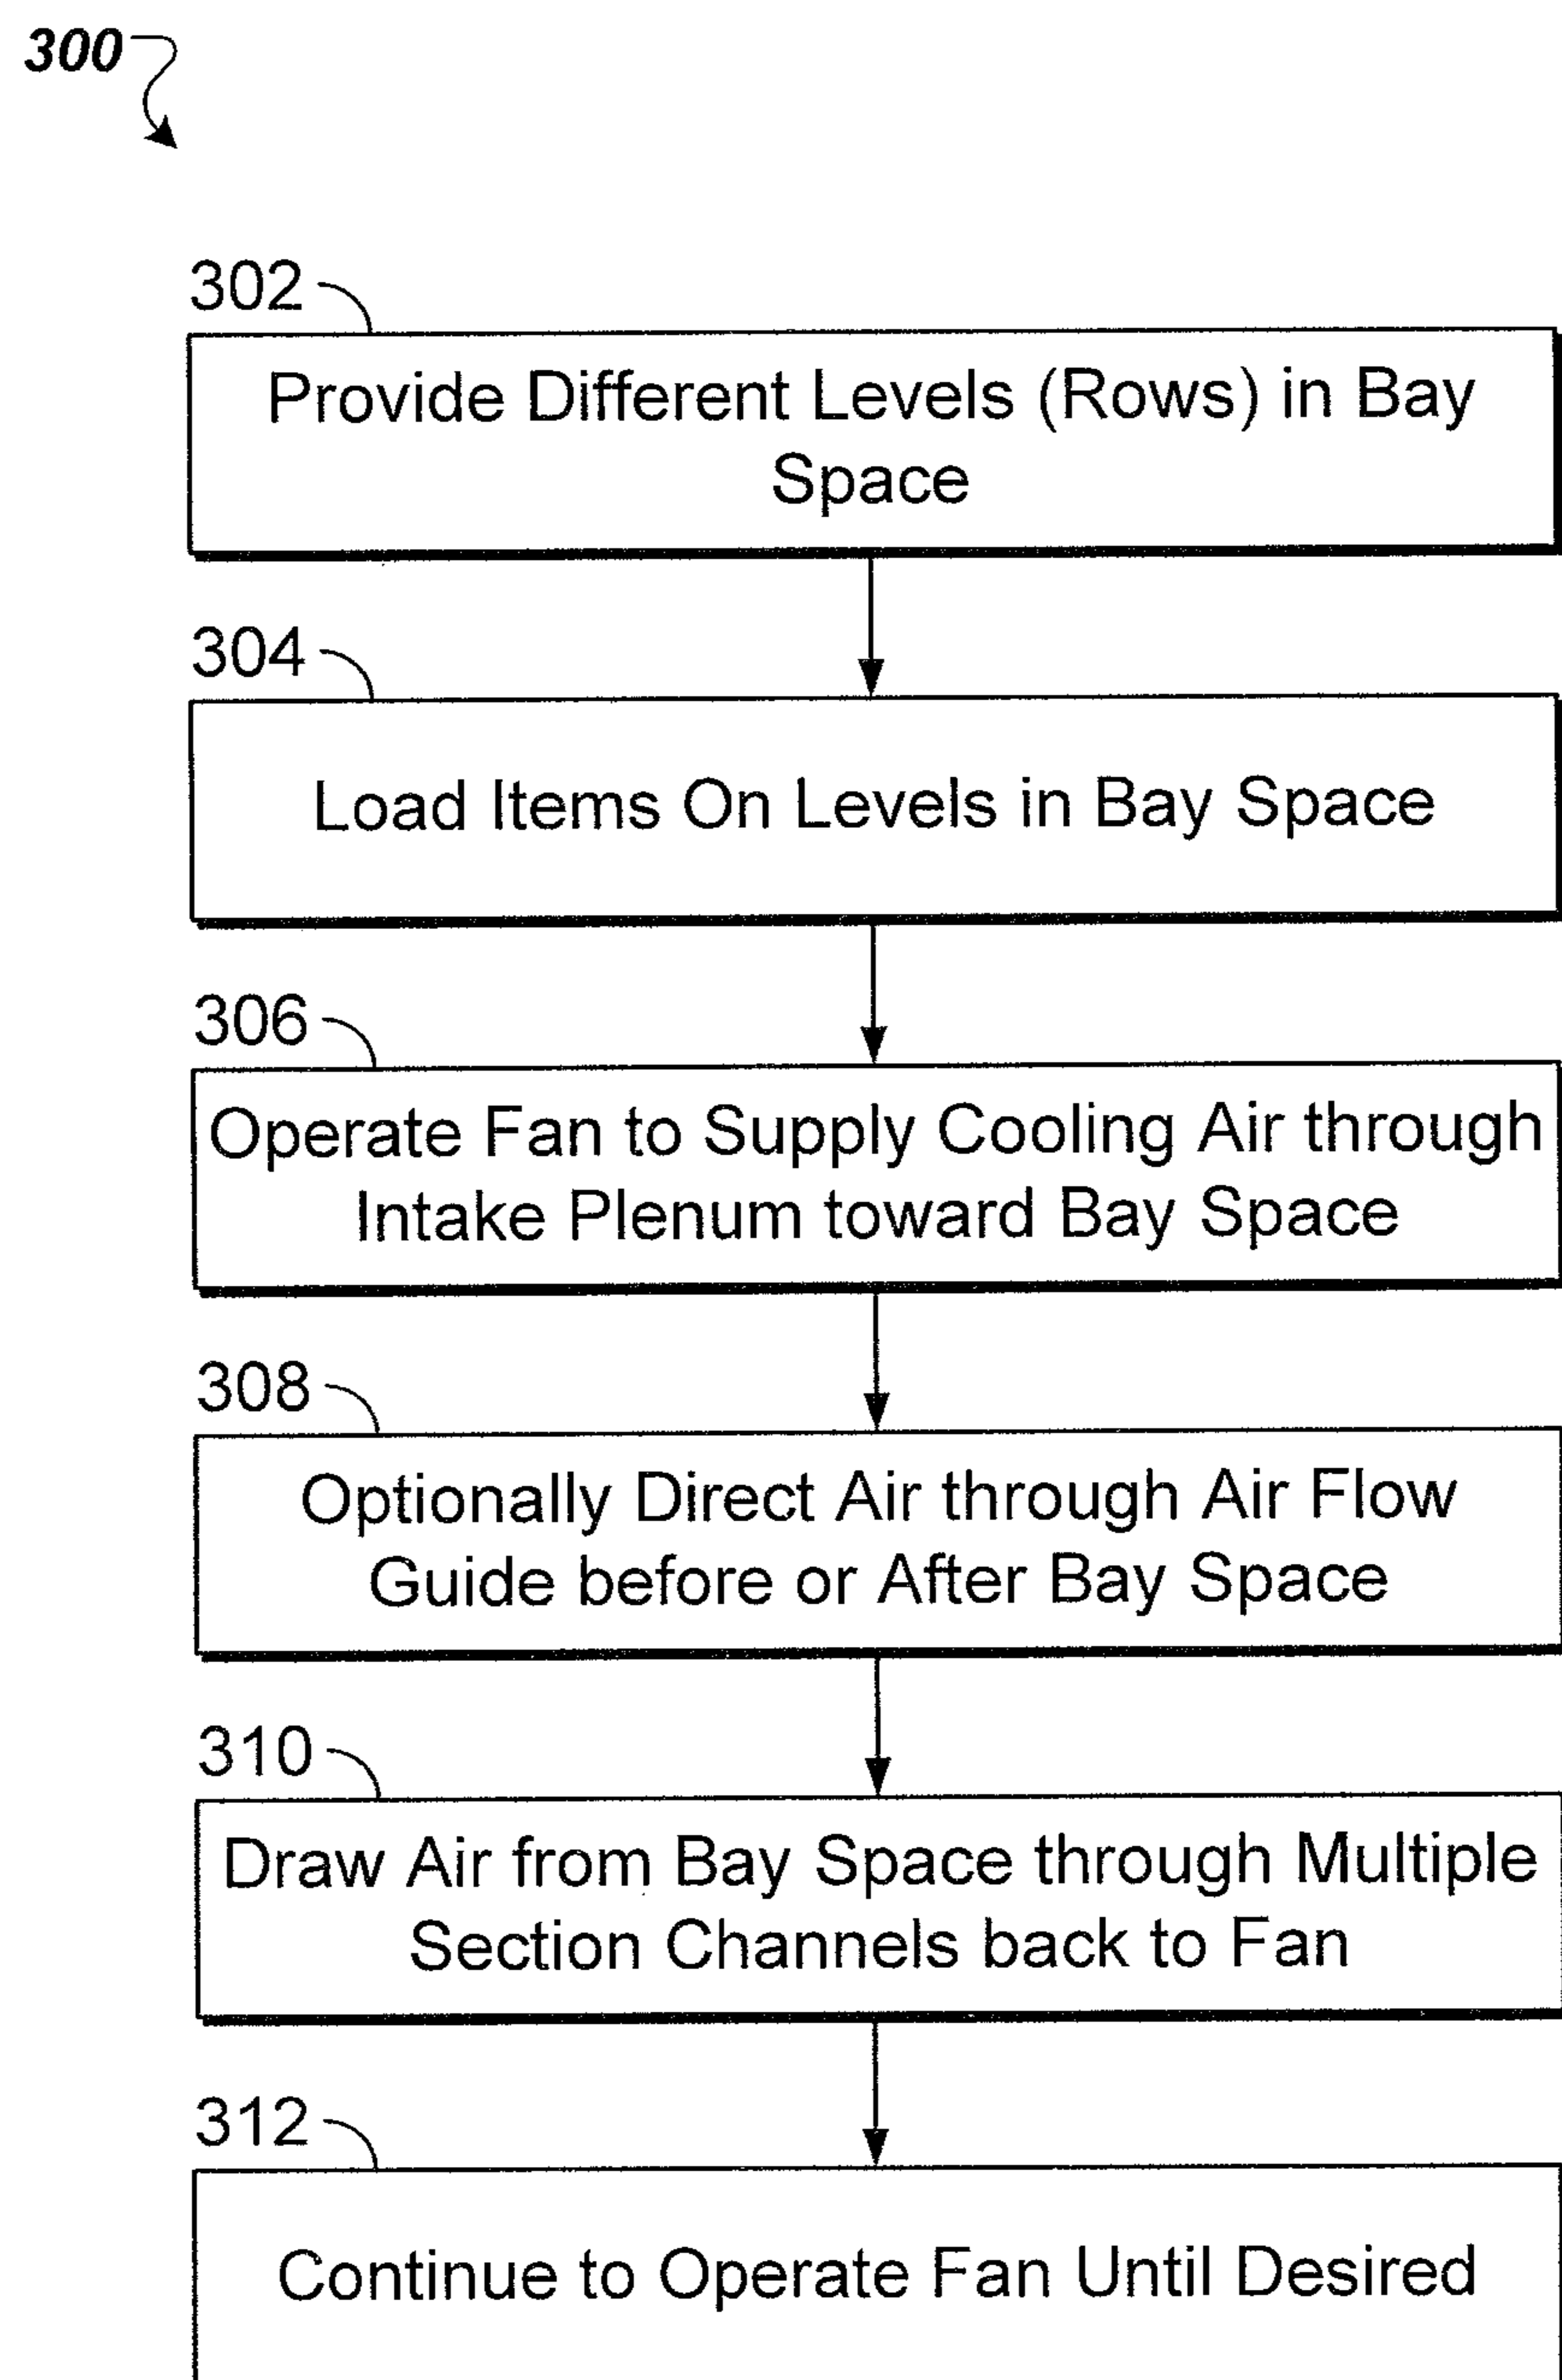 300
302
Provide Different Levels (Rows) in Bay
Space
304
Load Items On Levels in Bay Space
306
Operate Fan to Supply Cooling Air through
Intake Plenum toward Bay Space
308
Optionally Direct Air through Air Flow
Guide before or After Bay Space
310
Draw Air from Bay Space through Multiple
Section Channels back to Fan
312
Continue to Operate Fan Until Desired